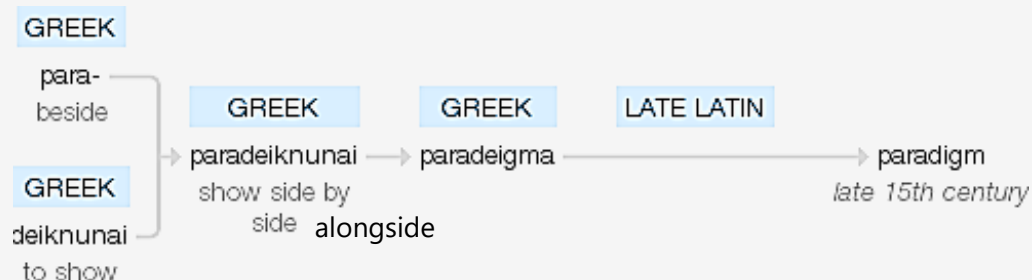 GREEK
para-
beside
GREEK
deiknunai
to show
GREEK
paradeiknunai
show side by
side alongside
GREEK
paradeigma
LATE LATIN
paradigm
late 15th century